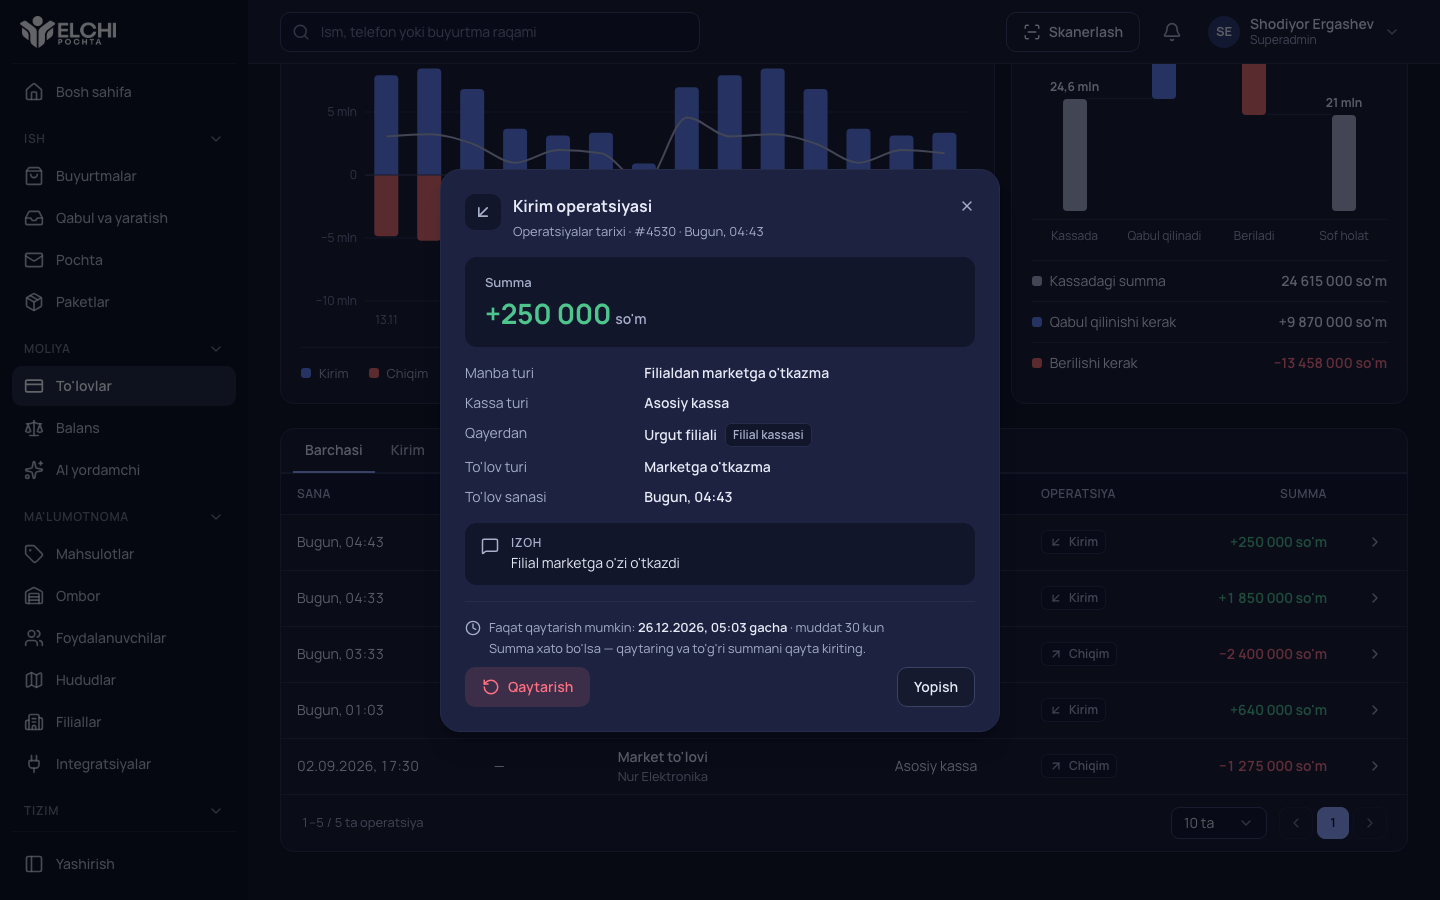 ELCHI
POCHTA
Ism, telefon yoki buyurtma raqami
Skanerlash
SE
Shodiyor Ergashev
Superadmin
Bosh sahifa
ISH
Buyurtmalar
Qabul va yaratish
Pochta
Paketlar
MOLIYA
To'lovlar
Balans
AI yordamchi
MA'LUMOTNOMA
Mahsulotlar
Ombor
Foydalanuvchilar
Hududlar
Filiallar
Integratsiyalar
TIZIM
Yashirish
5 mln
0
−5 mln
−10 mln
13.11
Kirim
Chiqim
24,6 mln
21 mln
Kassada
Qabul qilinadi
Beriladi
Sof holat
Kassadagi summa
24 615 000 so'm
Qabul qilinishi kerak
+9 870 000 so'm
Berilishi kerak
−13 458 000 so'm
Kirim operatsiyasi
Operatsiyalar tarixi · #4530 · Bugun, 04:43
Summa
+250 000 so'm
Manba turi
Filialdan marketga o'tkazma
Kassa turi
Asosiy kassa
Qayerdan
Urgut filiali
Filial kassasi
To'lov turi
Marketga o'tkazma
To'lov sanasi
Bugun, 04:43
IZOH
Filial marketga o'zi o'tkazdi
Faqat qaytarish mumkin: 26.12.2026, 05:03 gacha · muddat 30 kun
Summa xato bo'lsa — qaytaring va to'g'ri summani qayta kiriting.
Qaytarish
Yopish
Barchasi
Kirim
SANA
OPERATSIYA
SUMMA
Bugun, 04:43
Kirim
+250 000 so'm
Bugun, 04:33
Kirim
+1 850 000 so'm
Bugun, 03:33
Chiqim
−2 400 000 so'm
Bugun, 01:03
Kirim
+640 000 so'm
02.09.2026, 17:30
—
Market to'lovi
Nur Elektronika
Asosiy kassa
Chiqim
−1 275 000 so'm
1–5 / 5 ta operatsiya
10 ta
1